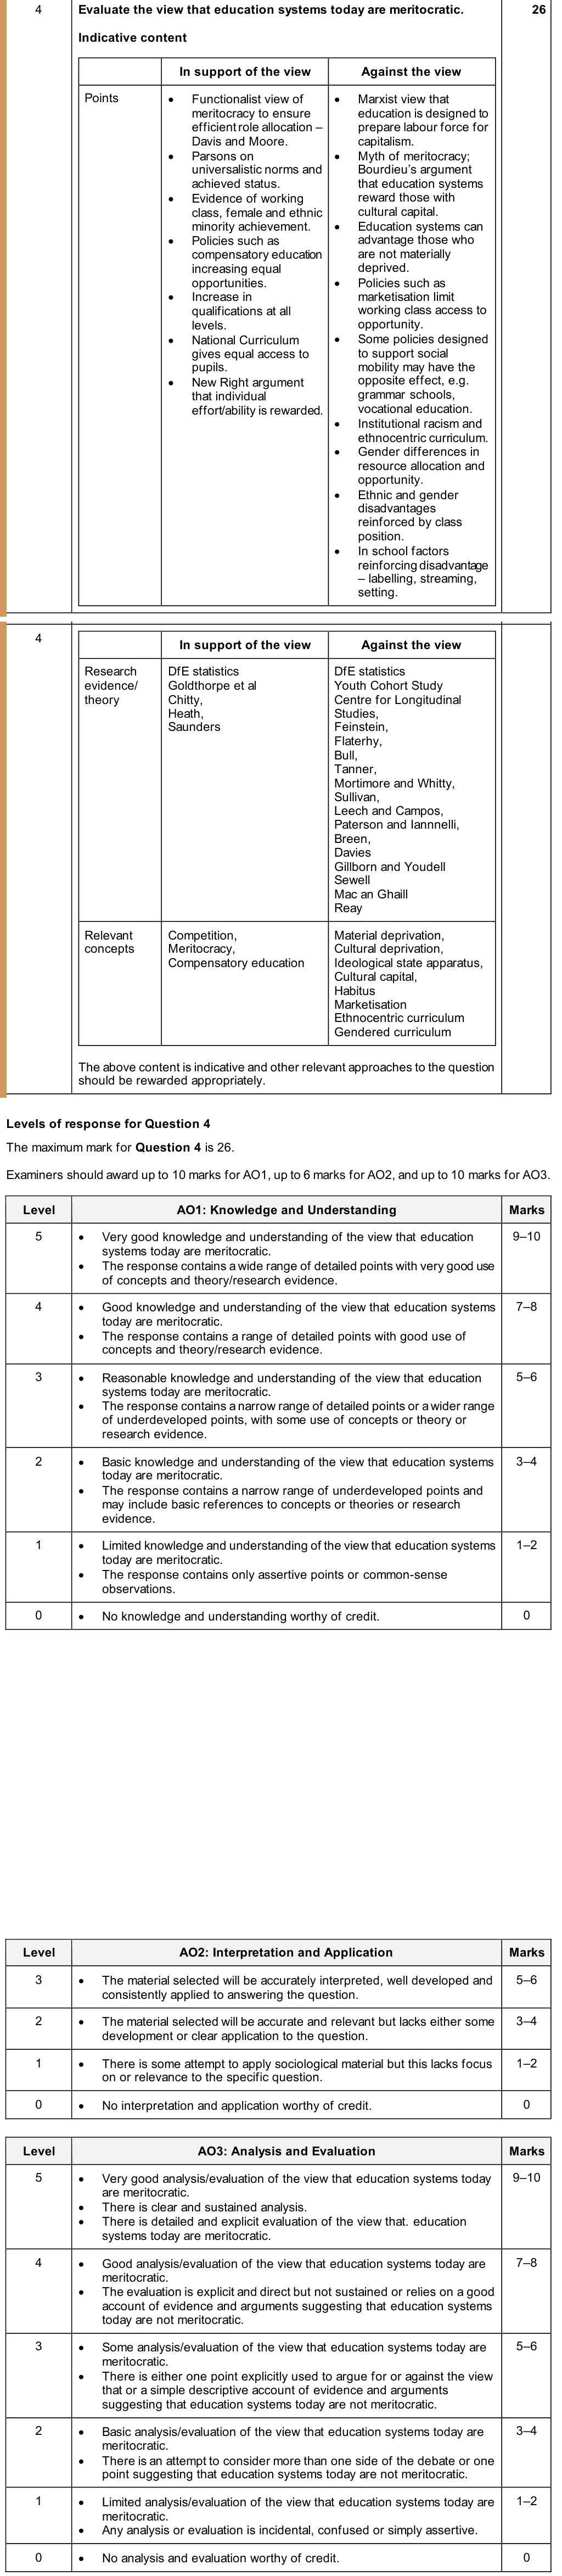 4 Evaluate the view that education systems today are meritocratic. 26
Indicative content
In support of the view Against the view
Points
• Functionalist view of
meritocracy to ensure
efficient role allocation –
Davis and Moore.
• Parsons on
universalistic norms and
achieved status.
• Evidence of working
class, female and ethnic
minority achievement.
• Policies such as
compensatory education
increasing equal
opportunities.
• Increase in
qualifications at all
levels.
• National Curriculum
gives equal access to
pupils.
• New Right argument
that individual
effort/ability is rewarded.
• Marxist view that
education is designed to
prepare labour force for
capitalism.
• Myth of meritocracy;
Bourdieu's argument
that education systems
reward those with
cultural capital.
• Education systems can
advantage those who
are not materially
deprived.
• Policies such as
marketisation limit
working class access to
opportunity.
• Some policies designed
to support social
mobility may have the
opposite effect, e.g.
grammar schools,
vocational education.
• Institutional racism and
ethnocentric curriculum.
• Gender differences in
resource allocation and
opportunity.
• Ethnic and gender
disadvantages
reinforced by class
position.
• In school factors
reinforcing disadvantage
– labelling, streaming,
setting.
4
In support of the view Against the view
Research
evidence/
theory
DfE statistics
Goldthorpe et al
Chitty,
Heath,
Saunders
DfE statistics
Youth Cohort Study
Centre for Longitudinal
Studies,
Feinstein,
Flaterhy,
Bull,
Tanner,
Mortimore and Whitty,
Sullivan,
Leech and Campos,
Paterson and Iannnelli,
Breen,
Davies
Gillborn and Youdell
Sewell
Mac an Ghaill
Reay
Relevant
concepts
Competition,
Meritocracy,
Compensatory education
Material deprivation,
Cultural deprivation,
Ideological state apparatus,
Cultural capital,
Habitus
Marketisation
Ethnocentric curriculum
Gendered curriculum
The above content is indicative and other relevant approaches to the question
should be rewarded appropriately.
Levels of response for Question 4
The maximum mark for Question 4 is 26.
Examiners should award up to 10 marks for AO1, up to 6 marks for AO2, and up to 10 marks for AO3.
Level AO1: Knowledge and Understanding Marks
5 • Very good knowledge and understanding of the view that education 9–10
systems today are meritocratic.
• The response contains a wide range of detailed points with very good use
of concepts and theory/research evidence.
4 • Good knowledge and understanding of the view that education systems 7–8
today are meritocratic.
• The response contains a range of detailed points with good use of
concepts and theory/research evidence.
3 • Reasonable knowledge and understanding of the view that education 5–6
systems today are meritocratic.
• The response contains a narrow range of detailed points or a wider range
of underdeveloped points, with some use of concepts or theory or
research evidence.
2 • Basic knowledge and understanding of the view that education systems 3–4
today are meritocratic.
• The response contains a narrow range of underdeveloped points and
may include basic references to concepts or theories or research
evidence.
1 • Limited knowledge and understanding of the view that education systems 1–2
today are meritocratic.
• The response contains only assertive points or common-sense
observations.
0 • No knowledge and understanding worthy of credit. 0
Level AO2: Interpretation and Application Marks
3 • The material selected will be accurately interpreted, well developed and 5–6
consistently applied to answering the question.
2 • The material selected will be accurate and relevant but lacks either some 3–4
development or clear application to the question.
1 • There is some attempt to apply sociological material but this lacks focus 1–2
on or relevance to the specific question.
0 • No interpretation and application worthy of credit. 0
Level AO3: Analysis and Evaluation Marks
5 • Very good analysis/evaluation of the view that education systems today 9–10
are meritocratic.
• There is clear and sustained analysis.
• There is detailed and explicit evaluation of the view that. education
systems today are meritocratic.
4 • Good analysis/evaluation of the view that education systems today are 7–8
meritocratic.
• The evaluation is explicit and direct but not sustained or relies on a good
account of evidence and arguments suggesting that education systems
today are not meritocratic.
3 • Some analysis/evaluation of the view that education systems today are 5–6
meritocratic.
• There is either one point explicitly used to argue for or against the view
that or a simple descriptive account of evidence and arguments
suggesting that education systems today are not meritocratic.
2 • Basic analysis/evaluation of the view that education systems today are 3–4
meritocratic.
• There is an attempt to consider more than one side of the debate or one
point suggesting that education systems today are not meritocratic.
1 • Limited analysis/evaluation of the view that education systems today are 1–2
meritocratic.
• Any analysis or evaluation is incidental, confused or simply assertive.
0 • No analysis and evaluation worthy of credit. 0